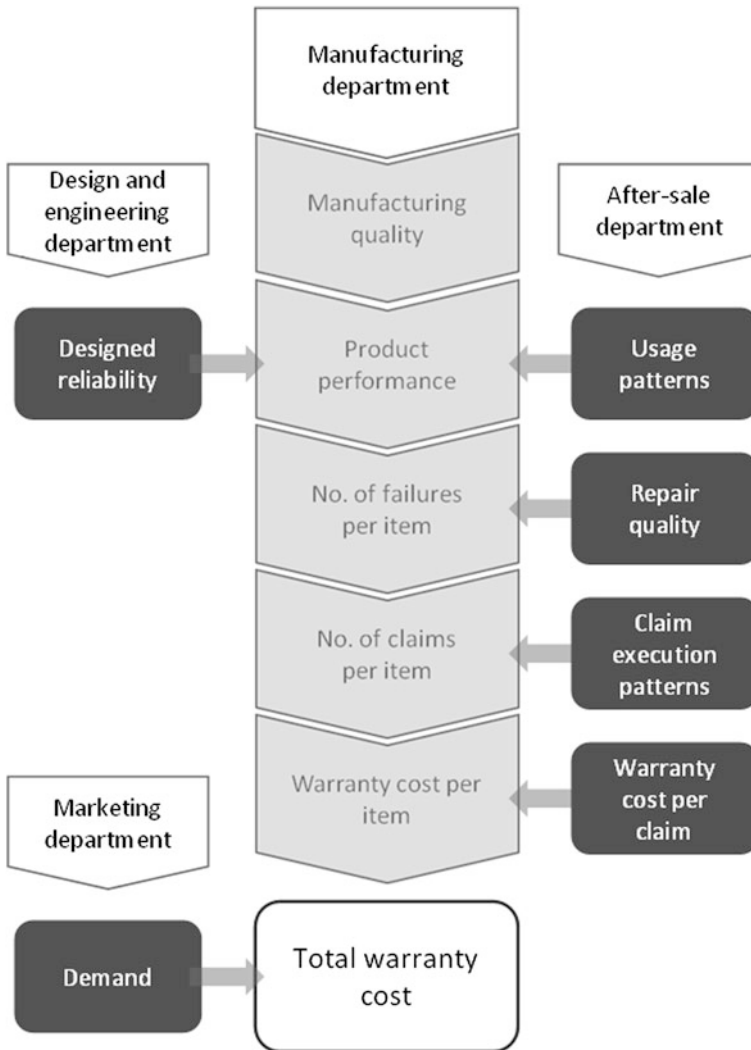 Manufacturing
department
Design and
engineering
department
Manufacturing
quality
After-sale
department
Designed
reliability
Product
performance
Usage
patterns
No. of failures
per item
Repair
quality
No. of claims
per item
Claim
execution
patterns
Marketing
department
Warranty cost per
item
Warranty
cost per
claim
Demand
Total warranty
cost